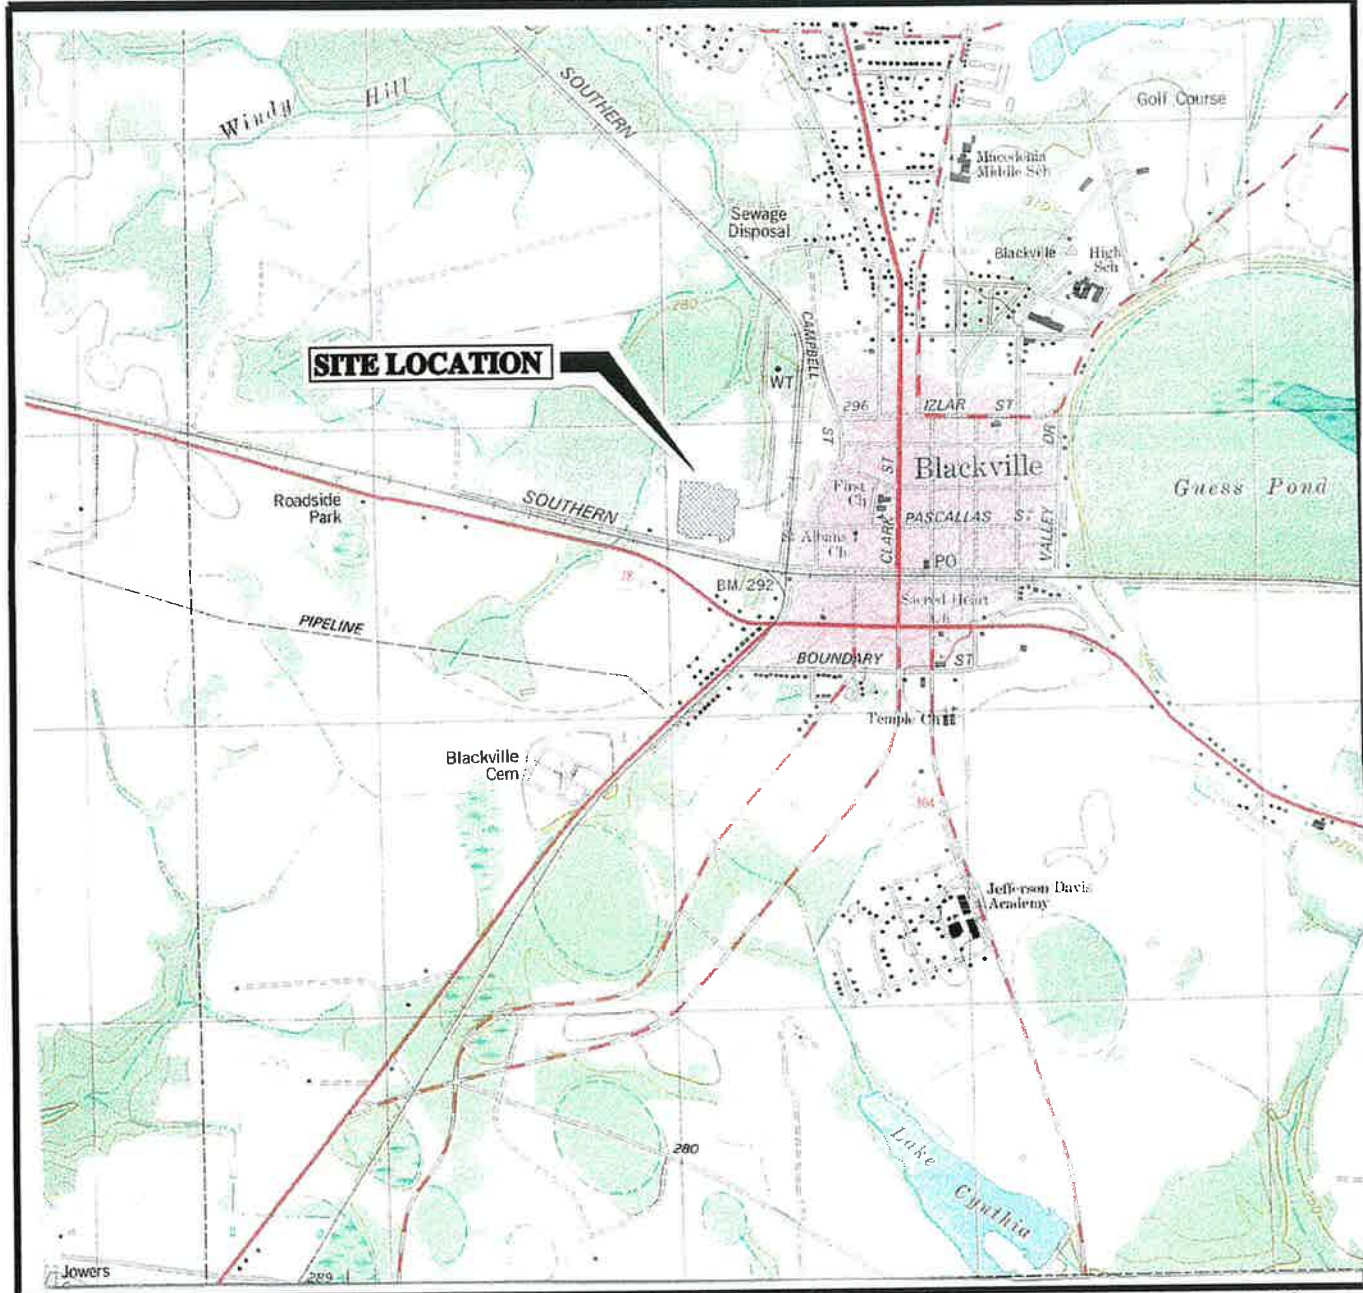 Windy Hill
SOUTHERN
Golf Course
Macedonia
Middle Sch
Sewage
Disposal
Blackville
High
Sch
280
CAMPBELL
ST
SITE LOCATION
WT
296
IZLAR ST
VALLEY DR
Blackville
Guess Pond
First
Ch
CLARK ST
PASCALLAS ST
Roadside
Park
SOUTHERN
St Albans
Ch
PO
BM 292
Sacred Heart
Ch
PIPELINE
BOUNDARY ST
Temple Ch
Blackville
Cem
304
Jefferson Davis
Academy
280
Lake
Cynthia
Jowers
289